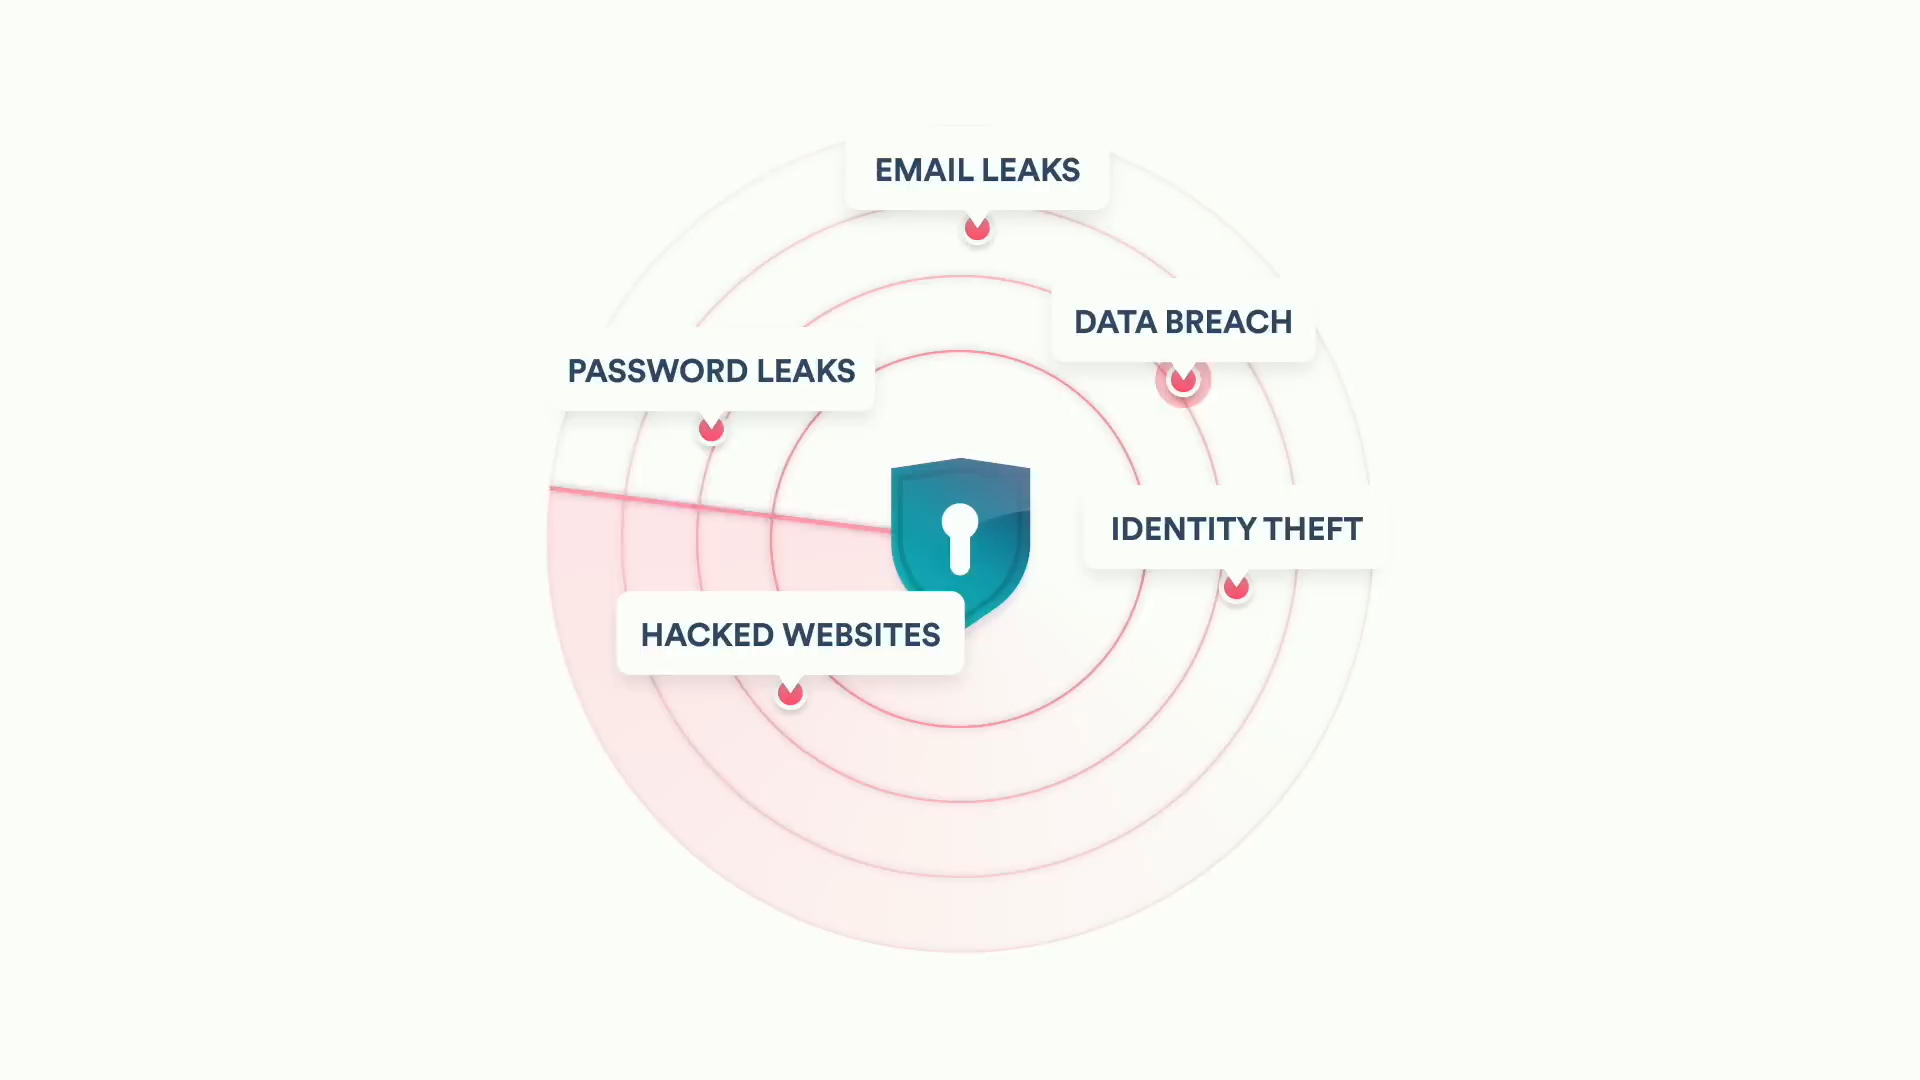 EMAIL LEAKS
DATA BREACH
PASSWORD LEAKS
IDENTITY THEFT
HACKED WEBSITES